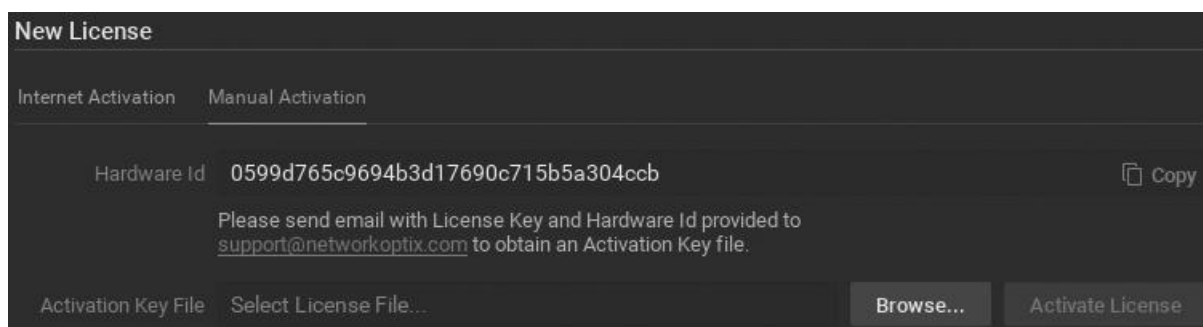 New License
Internet Activation Manual Activation
Hardware Id 0599d765c9694b3d17690c715b5a304ccb Copy
Please send email with License Key and Hardware Id provided to
support@networkoptix.com to obtain an Activation Key file.
Activation Key File Select License File... Browse... Activate License